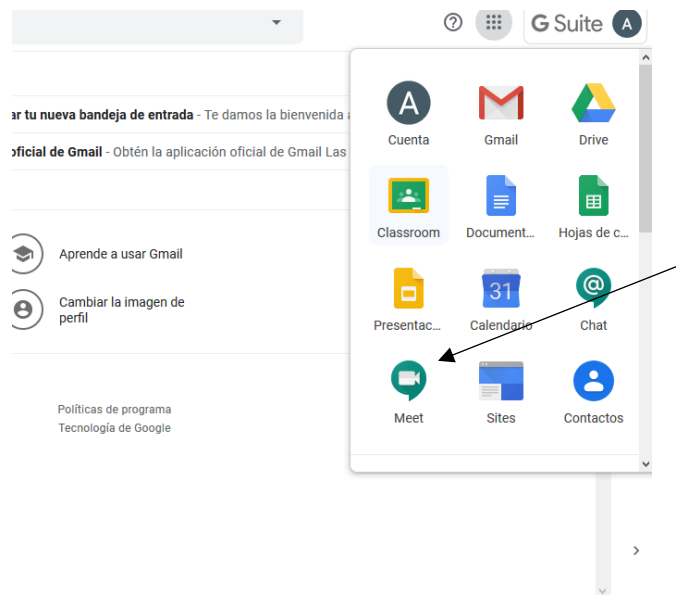 G Suite A
ar tu nueva bandeja de entrada - Te damos la bienvenida a
oficial de Gmail - Obtén la aplicación oficial de Gmail Las
Aprende a usar Gmail
Cambiar la imagen de
perfil
Políticas de programa
Tecnología de Google
A
Cuenta Gmail Drive
Classroom Document... Hojas de c...
31
Presentac... Calendario Chat
Meet Sites Contactos